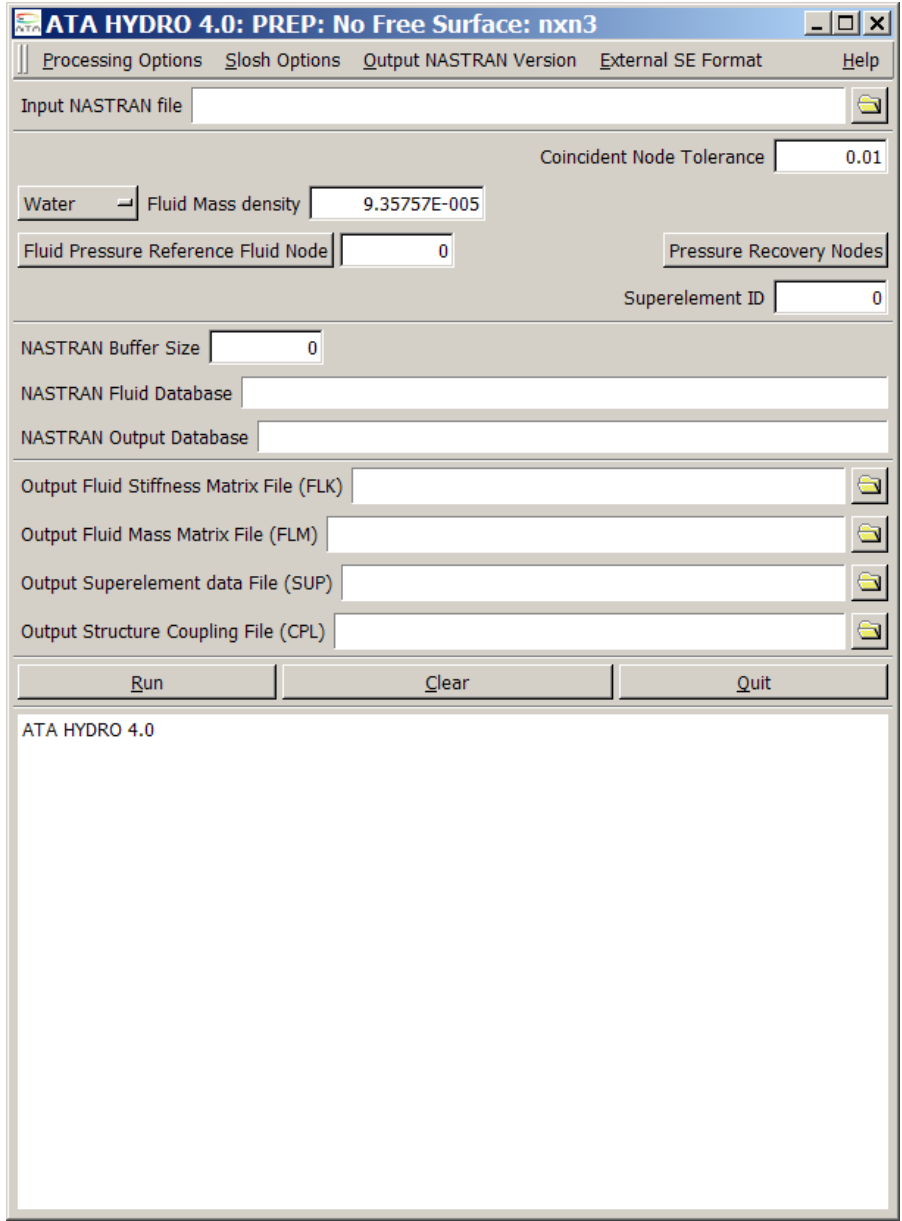 ATA
ATA HYDRO 4.0: PREP: No Free Surface: nxn3
Processing Options Slosh Options Output NASTRAN Version External SE Format Help
Input NASTRAN file
Coincident Node Tolerance 0.01
Water Fluid Mass density 9.35757E-005
Fluid Pressure Reference Fluid Node 0 Pressure Recovery Nodes
Superelement ID 0
NASTRAN Buffer Size 0
NASTRAN Fluid Database
NASTRAN Output Database
Output Fluid Stiffness Matrix File (FLK)
Output Fluid Mass Matrix File (FLM)
Output Superelement data File (SUP)
Output Structure Coupling File (CPL)
Run Clear Quit
ATA HYDRO 4.0